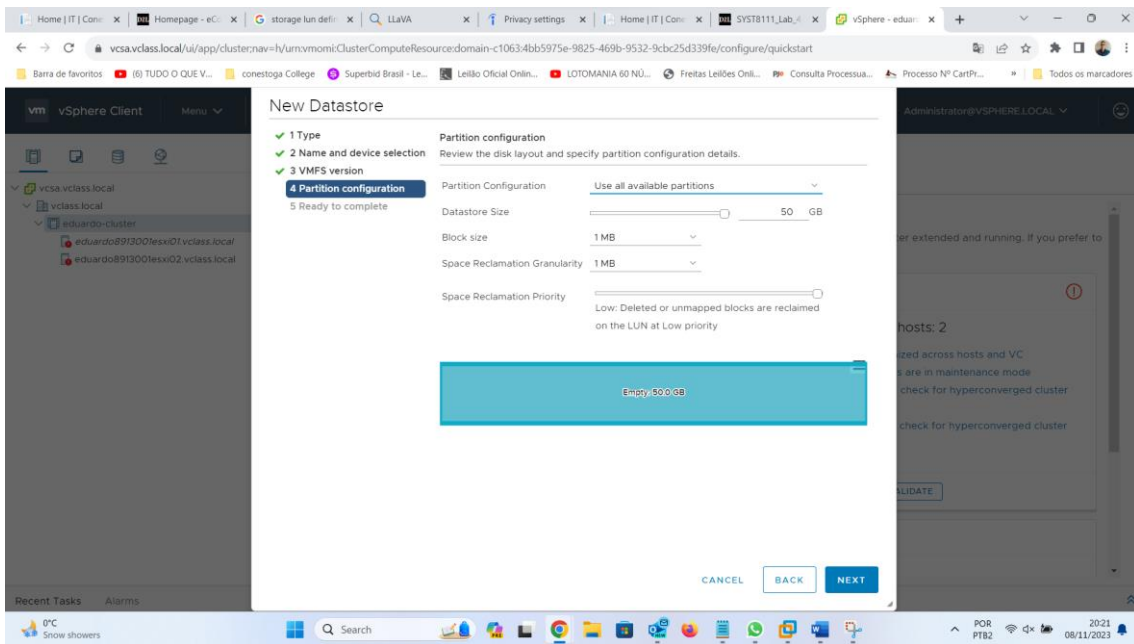 Home | IT | Cone
Homepage - eCo
storage lun defin
LLaVA
Privacy settings
Home | IT | Cone
SYST8111_Lab_4
vSphere - eduar
vcsa.vclass.local/ui/app/cluster;nav=h/urn:vmomi:ClusterComputeResource:domain-c1063:4bb5975e-9825-469b-9532-9cbc25d339fe/configure/quickstart
Barra de favoritos
(6) TUDO O QUE V...
conestoga College
Superbid Brasil - Le...
Leilão Oficial Onlin...
LOTOMANIA 60 NÚ...
Freitas Leilões Onli...
Consulta Processua...
Processo Nº CartPr...
»
Todos os marcadores
vm vSphere Client
Menu
Administrator@VSPHERE.LOCAL
vcsa.vclass.local
vclass.local
eduardo-cluster
eduardo8913001esxi01.vclass.local
eduardo8913001esxi02.vclass.local
New Datastore
1 Type
2 Name and device selection
3 VMFS version
4 Partition configuration
5 Ready to complete
Partition configuration
Review the disk layout and specify partition configuration details.
Partition Configuration Use all available partitions
Datastore Size 50 GB
Block size 1 MB
Space Reclamation Granularity 1 MB
Space Reclamation Priority
Low: Deleted or unmapped blocks are reclaimed
on the LUN at Low priority
Empty: 50.0 GB
CANCEL BACK NEXT
er extended and running. If you prefer to
hosts: 2
ized across hosts and VC
s are in maintenance mode
check for hyperconverged cluster
check for hyperconverged cluster
ALIDATE
Recent Tasks Alarms
0°C
Snow showers
Search
POR
PTB2
20:21
08/11/2023